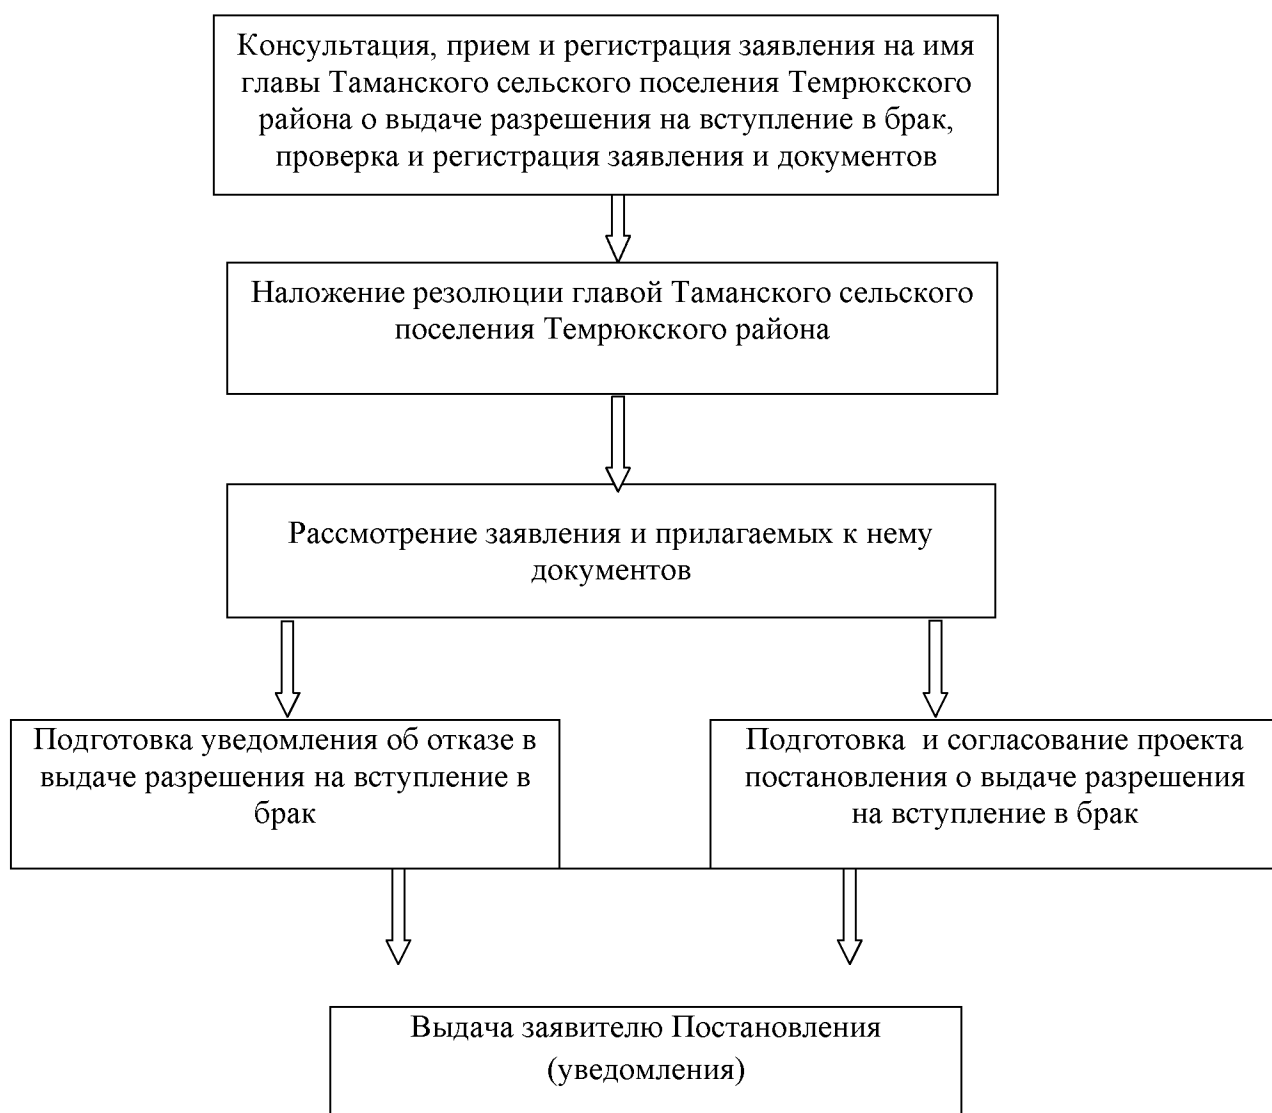 Консультация, прием и регистрация заявления на имя
главы Таманского сельского поселения Темрюкского
района о выдаче разрешения на вступление в брак,
проверка и регистрация заявления и документов
Наложение резолюции главой Таманского сельского
поселения Темрюкского района
Рассмотрение заявления и прилагаемых к нему
документов
Подготовка уведомления об отказе в
выдаче разрешения на вступление в
брак
Подготовка и согласование проекта
постановления о выдаче разрешения
на вступление в брак
Выдача заявителю Постановления
(уведомления)